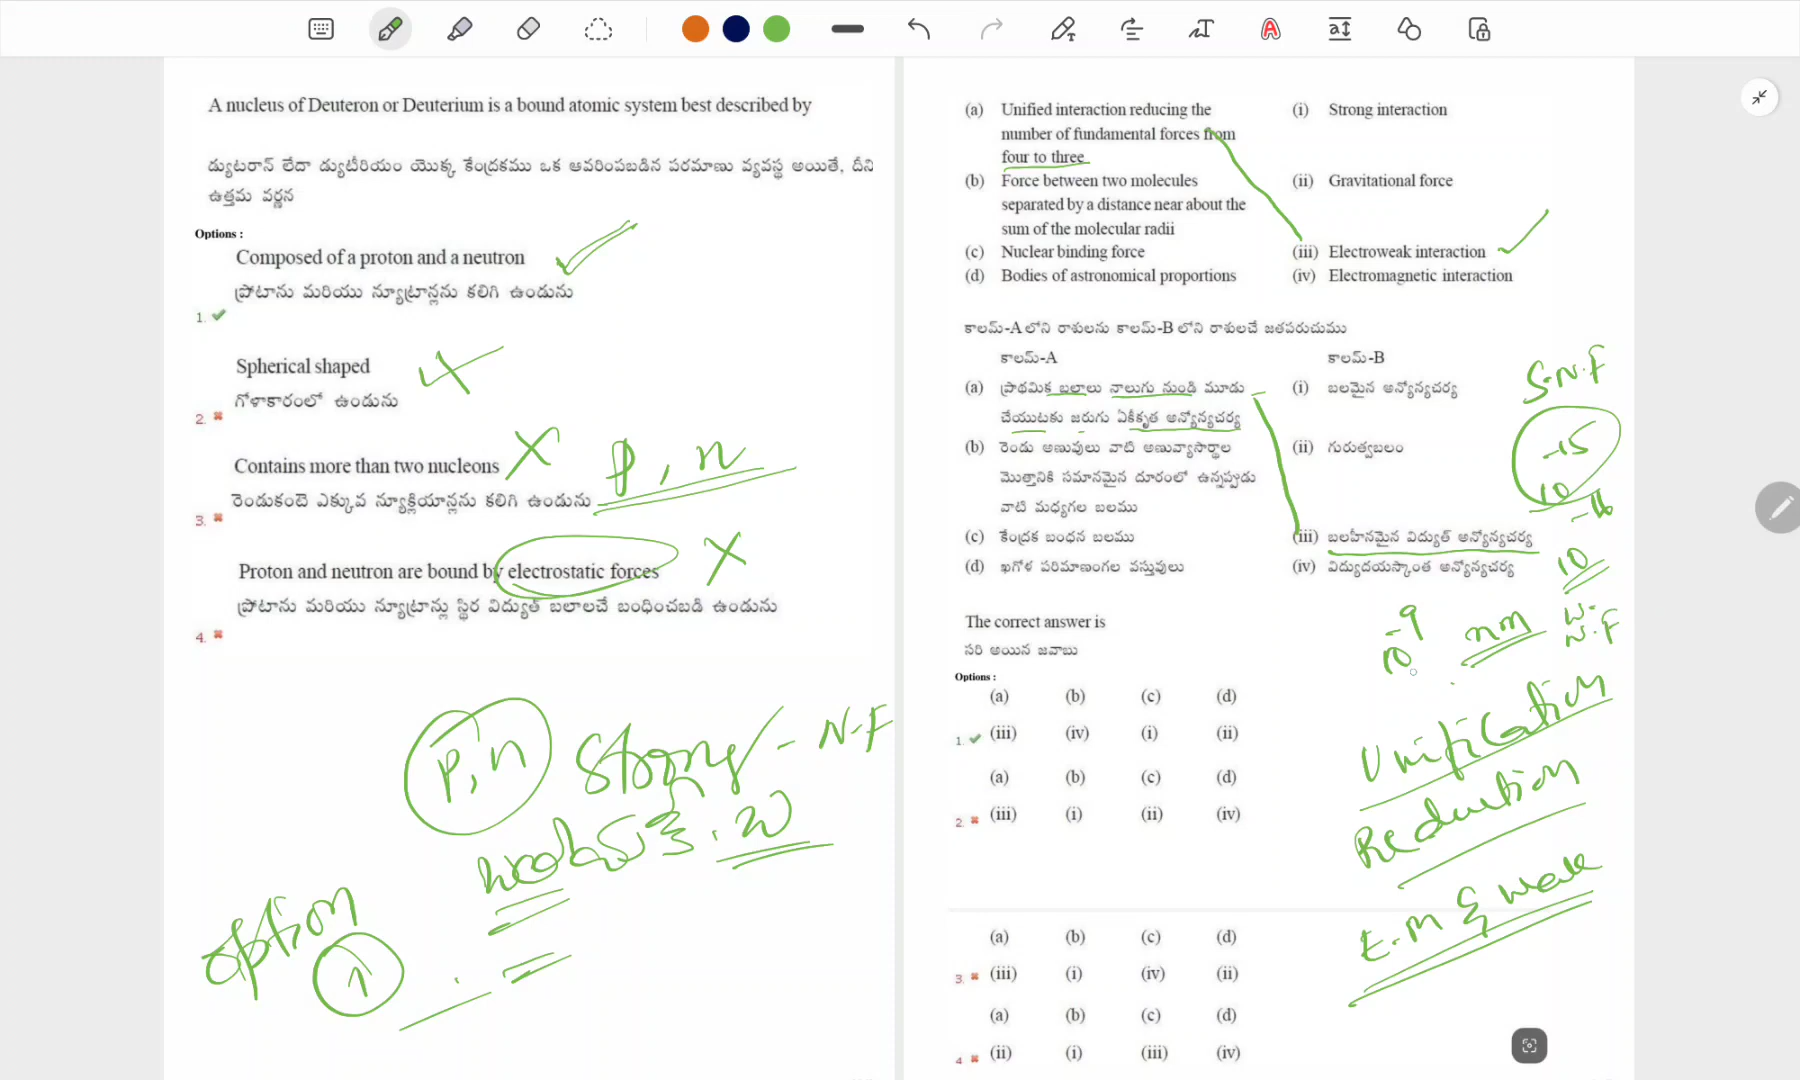 A nucleus of Deuteron or Deuterium is a bound atomic system best described by
డ్యుటరాన్ లేదా డ్యుటీరియం యొక్క కేంద్రకము ఒక ఆవరింపబడిన పరమాణు వ్యవస్థ అయితే, దీని
ఉత్తమ వర్ణన
Options :
Composed of a proton and a neutron
ప్రోటాను మరియు న్యూట్రాన్లను కలిగి ఉండును
1.
Spherical shaped
గోళాకారంలో ఉండును
2.
Contains more than two nucleons
P, n
రెండుకంటె ఎక్కువ న్యూక్లియాన్లను కలిగి ఉండును
3.
Proton and neutron are bound by electrostatic forces
ప్రోటాను మరియు న్యూట్రాన్లు స్థిర విద్యుత్ బలాలచే బంధించబడి ఉండును
4.
P, n Strong - N-F
option
1
(a) Unified interaction reducing the (i) Strong interaction
number of fundamental forces from
four to three
(b) Force between two molecules (ii) Gravitational force
separated by a distance near about the
sum of the molecular radii
(c) Nuclear binding force (iii) Electroweak interaction
(d) Bodies of astronomical proportions (iv) Electromagnetic interaction
కాలమ్-A లోని రాశులను కాలమ్-B లోని రాశులచే జతపరుచుము
కాలమ్-A కాలమ్-B
(a) ప్రాథమిక బలాలు నాలుగు నుండి మూడు (i) బలమైన అన్యోన్యచర్య
చేయుటకు జరుగు ఏకీకృత అన్యోన్యచర్య
(b) రెండు అణువులు వాటి అణువ్యాసార్థాల (ii) గురుత్వబలం
మొత్తానికి సమానమైన దూరంలో ఉన్నప్పుడు
వాటి మధ్యగల బలము
(c) కేంద్రక బంధన బలము (iii) బలహీనమైన విద్యుత్ అన్యోన్యచర్య
(d) ఖగోళ పరిమాణంగల వస్తువులు (iv) విద్యుదయస్కాంత అన్యోన్యచర్య
S.N.F
-15
10
-16
10
W.
N.F
-9
10
nm
The correct answer is
సరి అయిన జవాబు
Options :
(a) (b) (c) (d)
1. (iii) (iv) (i) (ii)
(a) (b) (c) (d)
2. (iii) (i) (ii) (iv)
Unification
Reduction
E.M & weak
(a) (b) (c) (d)
3. (iii) (i) (iv) (ii)
(a) (b) (c) (d)
4 (ii) (i) (iii) (iv)